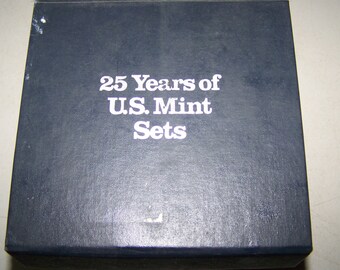 25 Years of
U.S. Mint
Sets